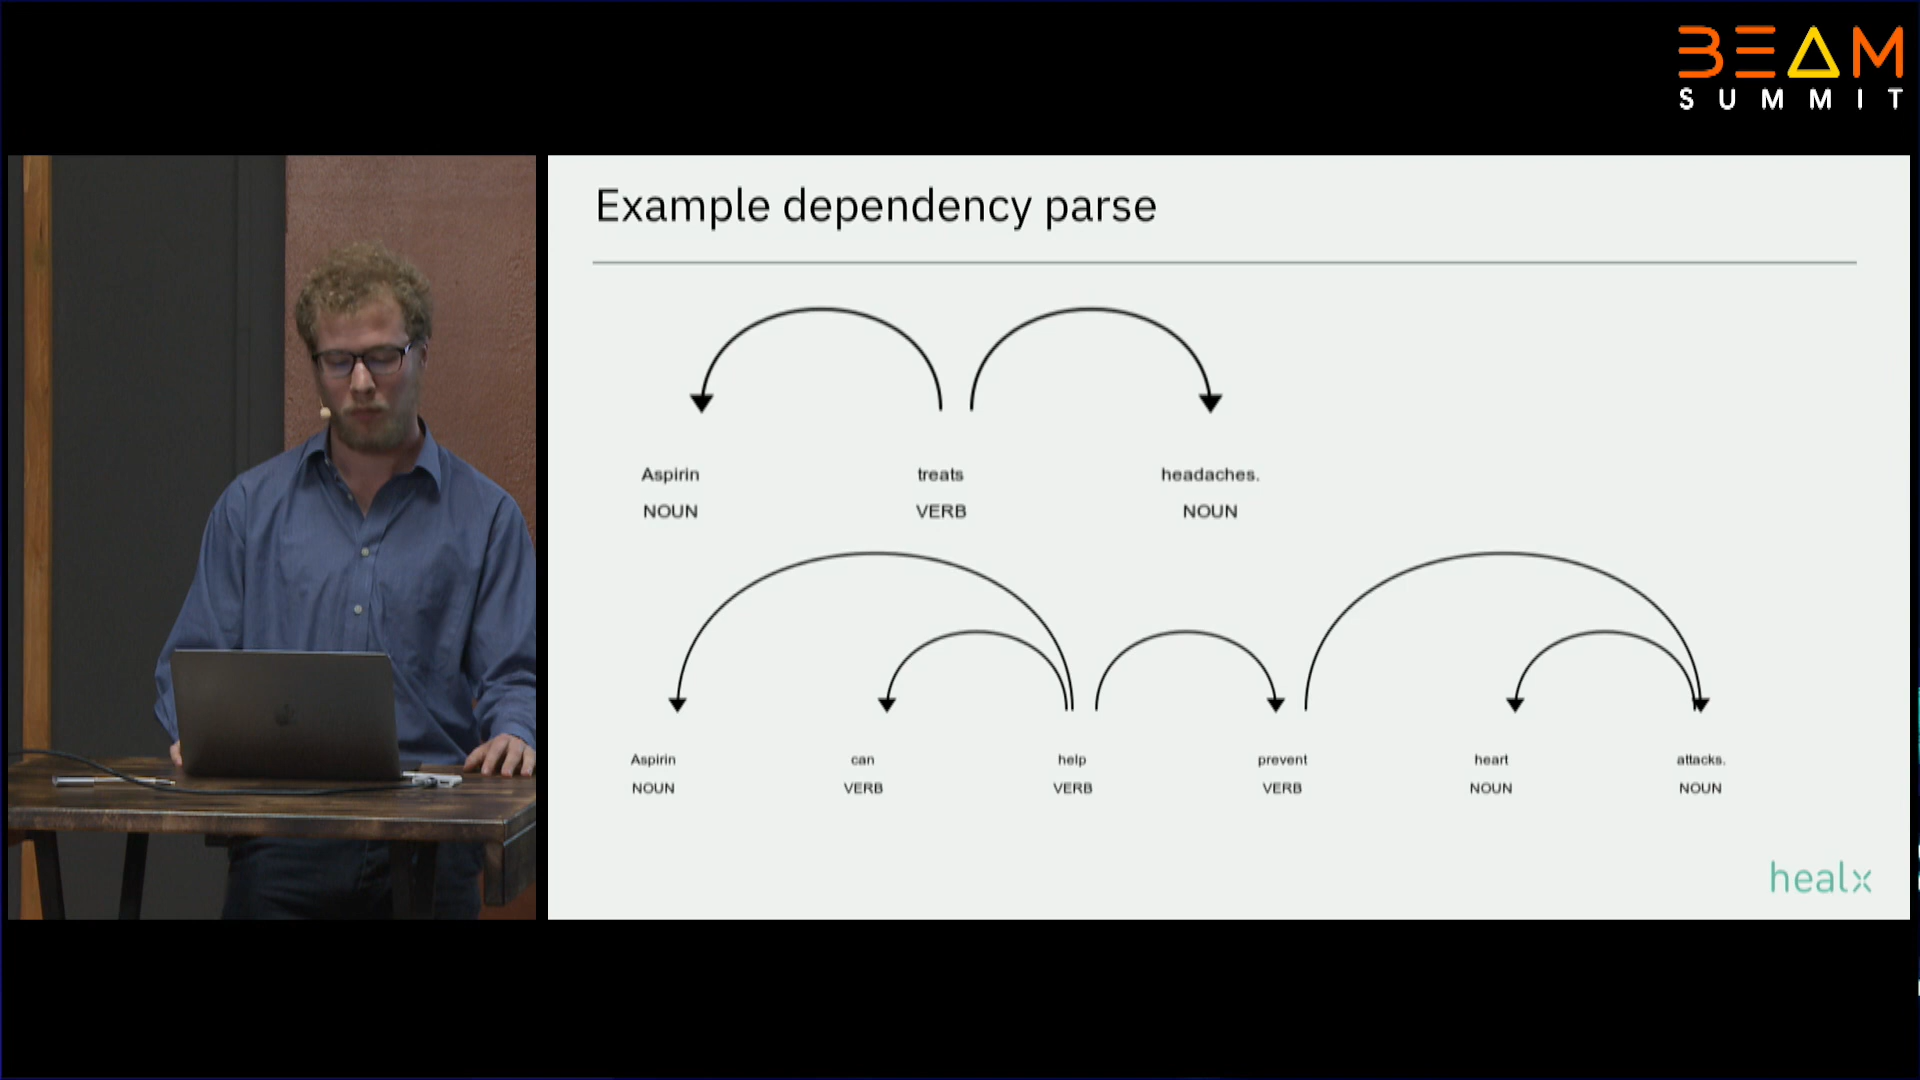 BEAM
SUMMIT
Example dependency parse
Aspirin treats headaches.
NOUN VERB NOUN
Aspirin can help prevent heart attacks.
NOUN VERB VERB VERB NOUN NOUN
healx